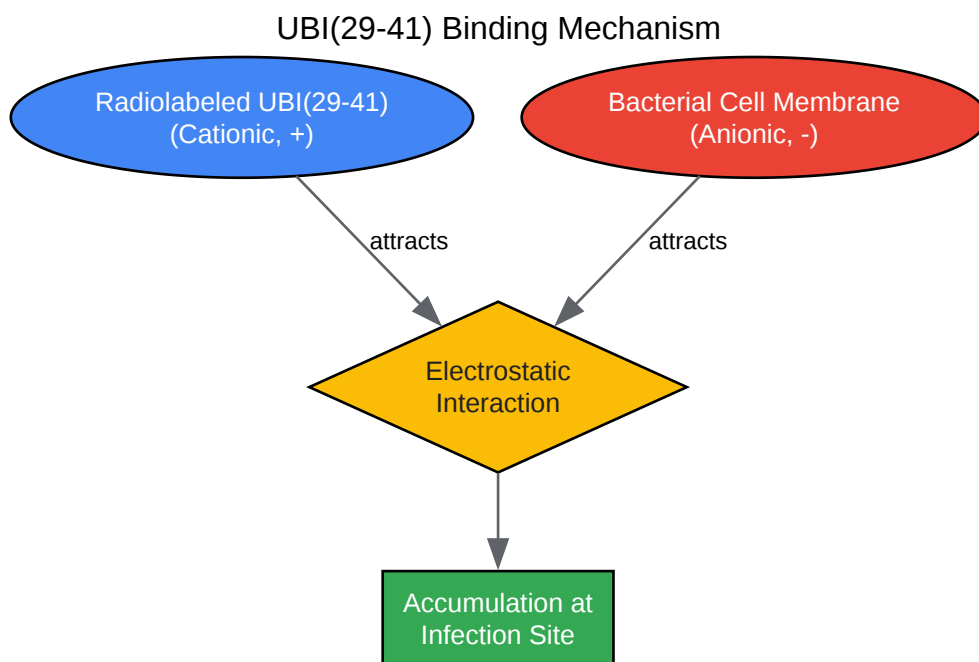 UBI(29-41) Binding Mechanism
Radiolabeled UBI(29-41)
(Cationic, +)
Bacterial Cell Membrane
(Anionic, -)
attracts
attracts
Electrostatic
Interaction
Accumulation at
Infection Site